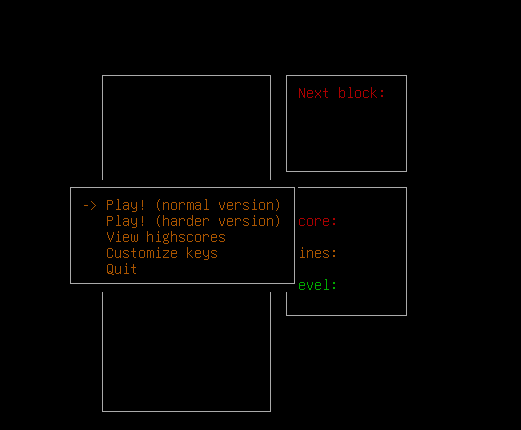 Next block:
-> Play! (normal version)
Play! (harder version)
core:
View highscores
Customize keys
ines:
Quit
evel: